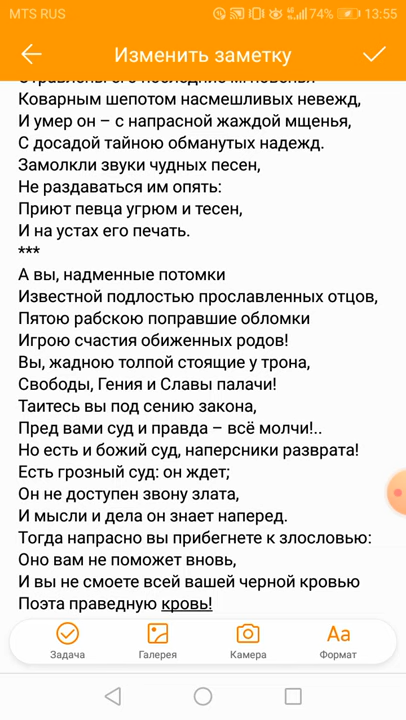 MTS RUS 74% 13:55
Изменить заметку
Коварным шепотом насмешливых невежд,
И умер он – с напрасной жаждой мщенья,
С досадой тайною обманутых надежд.
Замолкли звуки чудных песен,
Не раздаваться им опять:
Приют певца угрюм и тесен,
И на устах его печать.
***
А вы, надменные потомки
Известной подлостью прославленных отцов,
Пятою рабскою поправшие обломки
Игрою счастия обиженных родов!
Вы, жадною толпой стоящие у трона,
Свободы, Гения и Славы палачи!
Таитесь вы под сению закона,
Пред вами суд и правда – всё молчи!..
Но есть и божий суд, наперсники разврата!
Есть грозный суд: он ждет;
Он не доступен звону злата,
И мысли и дела он знает наперед.
Тогда напрасно вы прибегнете к злословью:
Оно вам не поможет вновь,
И вы не смоете всей вашей черной кровью
Поэта праведную кровь!
Задача Галерея Камера Формат